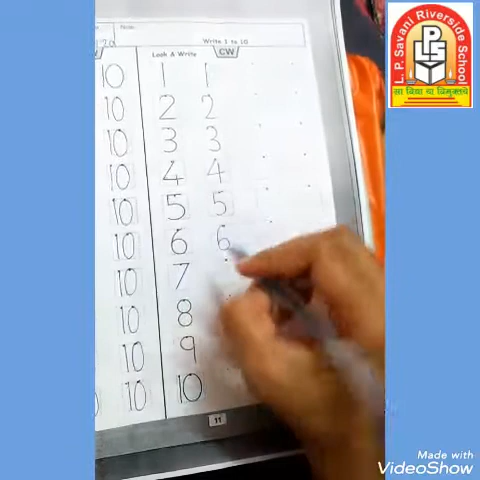 Write 1 to 10
Look & Write
CW
10 1 1
10 2 2
10 3 3
10 4 4
10 5 5
10 6 6
10 7
10 8
10 9
10 10
11
L. P. Savani Riverside School
LPS
सा विद्या या विमुक्तये
Made with
VideoShow